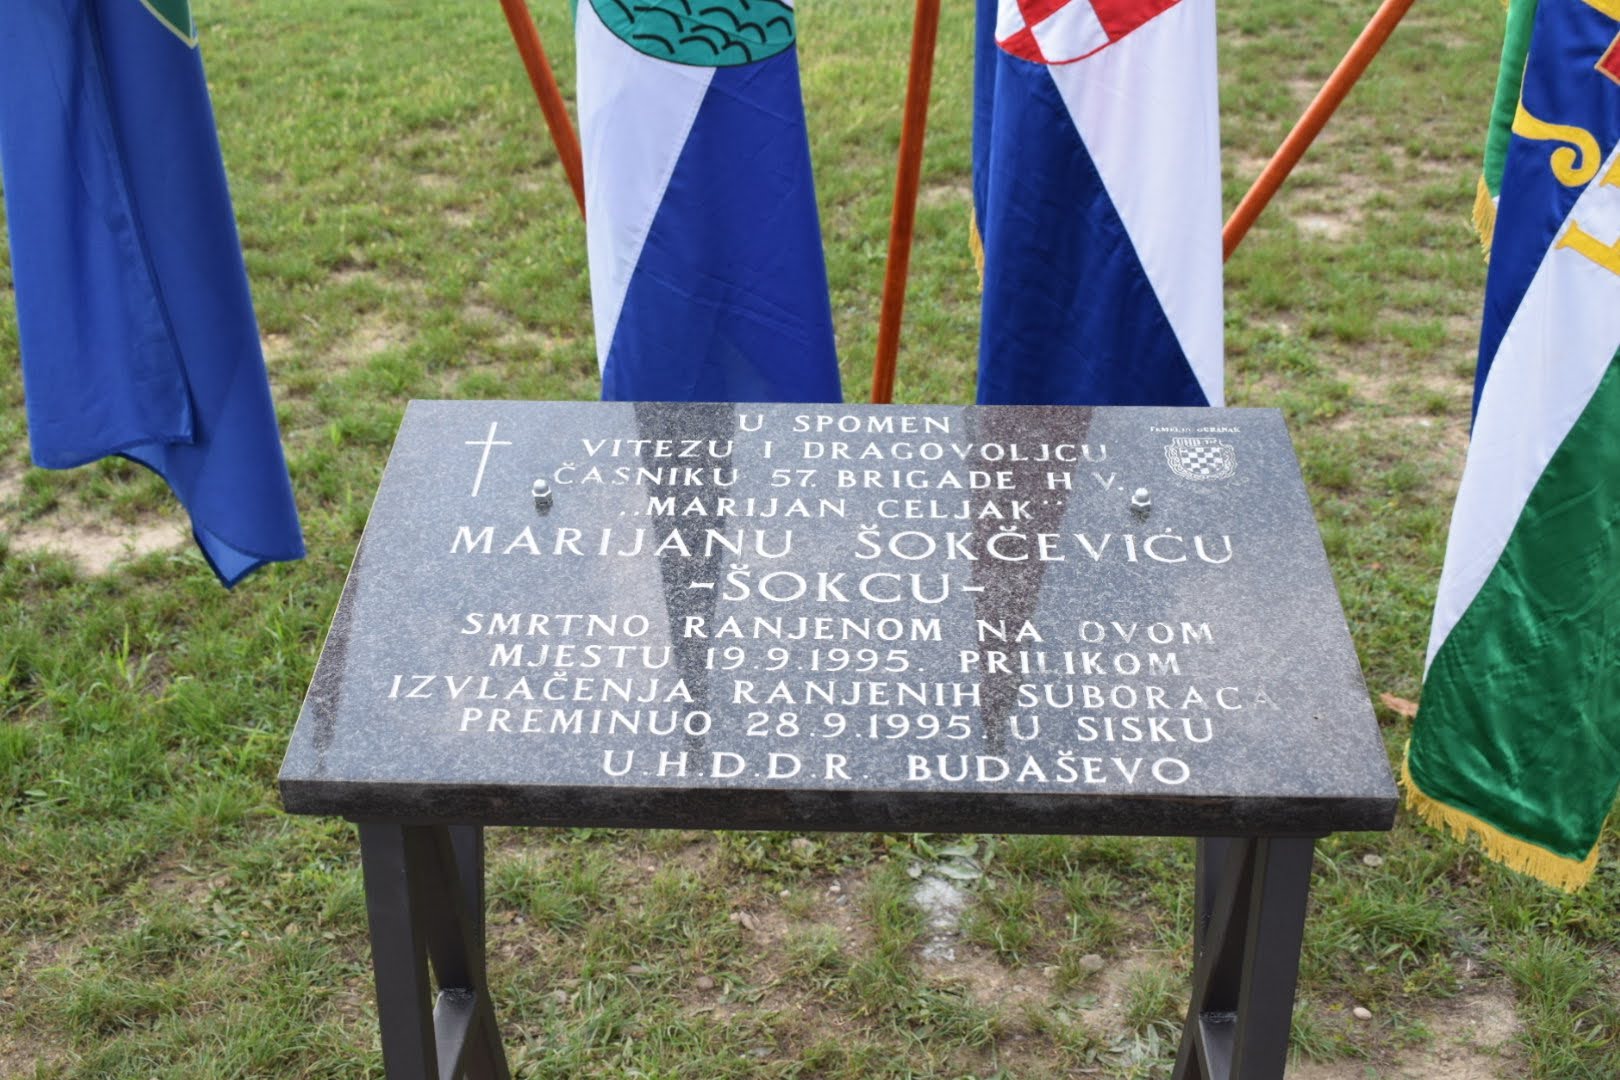 U SPOMEN
VITEZU I DRAGOVOLJCU
ČASNIKU 57. BRIGADE H V.
,,MARIJAN CELJAK''
MARIJANU ŠOKČEVIĆU
-ŠOKCU-
SMRTNO RANJENOM NA OVOM
MJESTU 19.9.1995. PRILIKOM
IZVLAČENJA RANJENIH SUBORACA
PREMINUO 28.9.1995. U SISKU
U.H.D.D.R. BUDAŠEVO